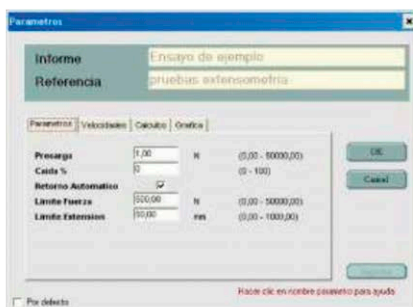 Parametros
Informe Ensayo de ejemplo
Referencia pruebas extensometria
Parametros Velocidades Calculos Grafica
Precarga 1,00 N (0,00 - 50000,00)
Caida % 0 (0 - 100)
Retorno Automatico
Limite Fuerza 500,00 N (0,00 - 50000,00)
Limite Extension 50,00 mm (0,00 - 1000,00)
OK
Cancel
Hacer clic en nombre parametro para ayuda
Por defecto